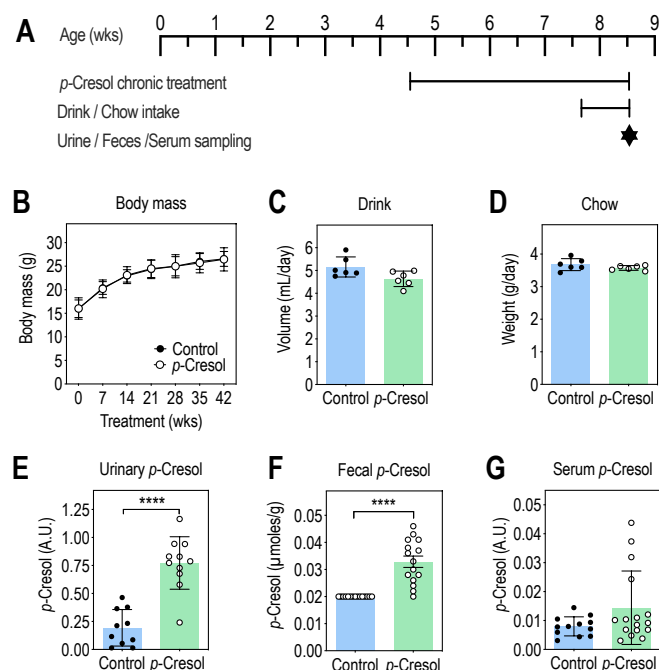 A
Age (wks)
0 1 2 3 4 5 6 7 8 9
p-Cresol chronic treatment
Drink / Chow intake
Urine / Feces /Serum sampling
B
Body mass
Body mass (g)
30
25
20
15
10
5
0
Control
p-Cresol
0 7 14 21 28 35 42
Treatment (wks)
C
Drink
Volume (mL/day)
7
6
5
4
3
2
1
0
Control p-Cresol
D
Chow
Weight (g/day)
4
3
2
1
0
Control p-Cresol
E
Urinary p-Cresol
p-Cresol (A.U.)
1.25
1.00
0.75
0.50
0.25
0.00
****
Control p-Cresol
F
Fecal p-Cresol
p-Cresol (µmoles/g)
0.05
0.04
0.03
0.02
0.01
0.00
****
Control p-Cresol
G
Serum p-Cresol
p-Cresol (A.U.)
0.05
0.04
0.03
0.02
0.01
0.00
Control p-Cresol